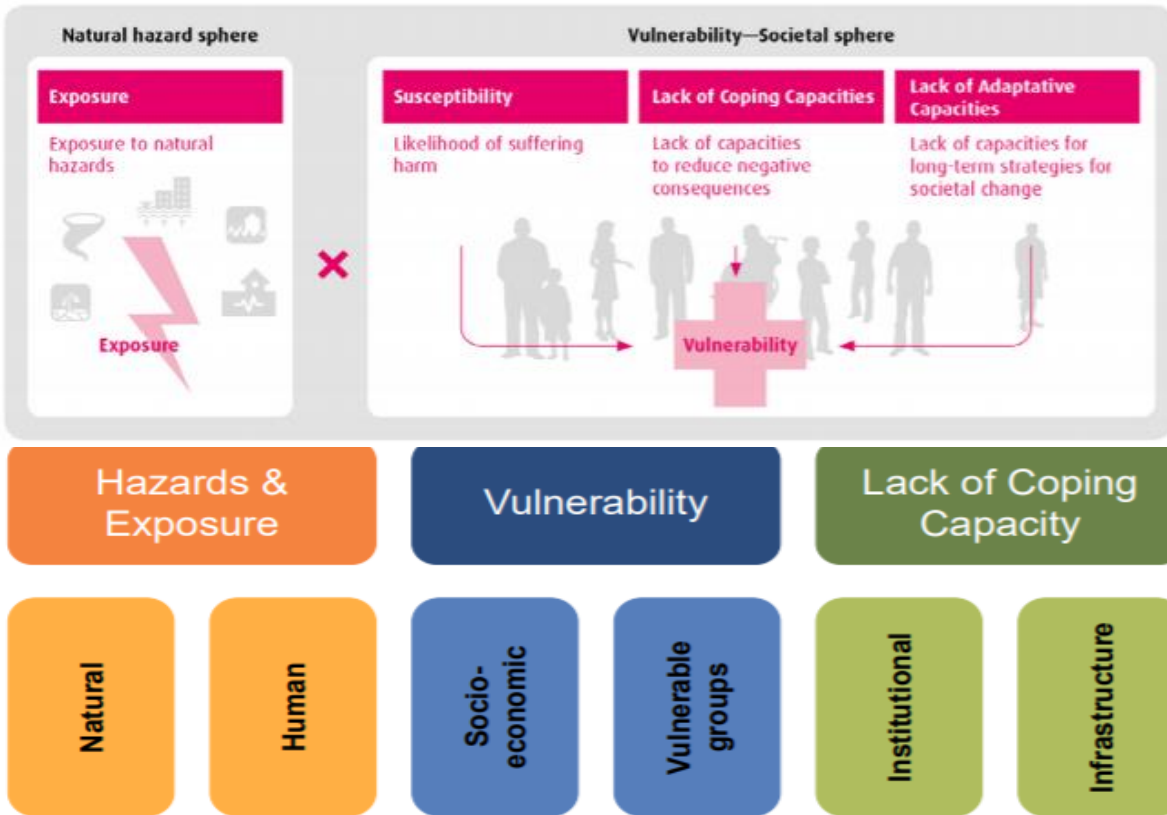 Natural hazard sphere
Vulnerability—Societal sphere
Exposure
Exposure to natural
hazards
Exposure
Susceptibility
Likelihood of suffering
harm
Lack of Coping Capacities
Lack of capacities
to reduce negative
consequences
Lack of Adaptative
Capacities
Lack of capacities for
long-term strategies for
societal change
Vulnerability
Hazards &
Exposure
Vulnerability
Lack of Coping
Capacity
Natural
Human
Socio-
economic
Vulnerable
groups
Institutional
Infrastructure